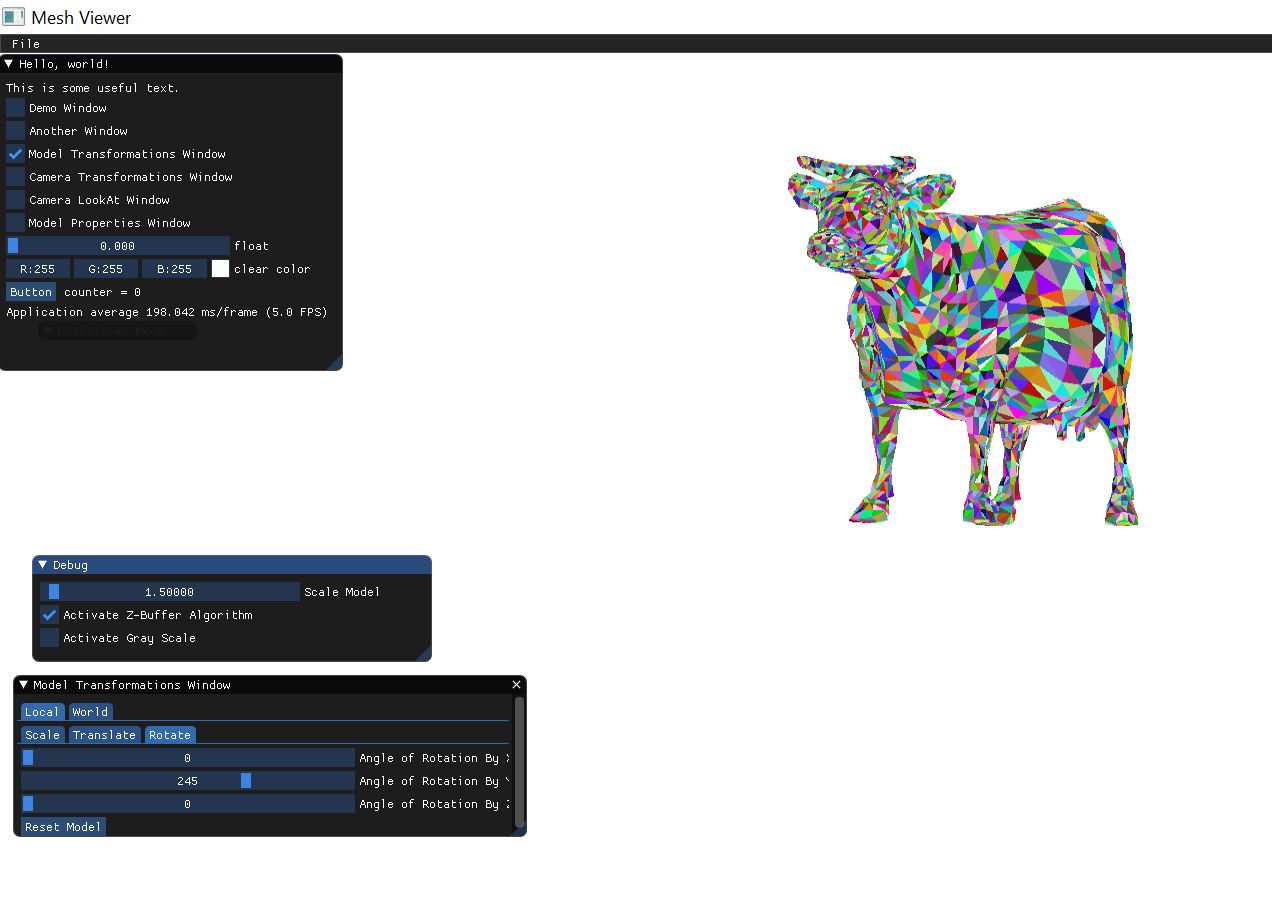 Mesh Viewer
File
Hello, world!
This is some useful text.
Demo Window
Another Window
Model Transformations Window
Camera Transformations Window
Camera LookAt Window
Model Properties Window
0.000 float
R:255 G:255 B:255 clear color
Button counter = 0
Application average 198.042 ms/frame (5.0 FPS)
MeshViewer Menu
Debug
1.50000 Scale Model
Activate Z-Buffer Algorithm
Activate Gray Scale
Model Transformations Window
Local World
Scale Translate Rotate
0 Angle of Rotation By X
245 Angle of Rotation By Y
0 Angle of Rotation By Z
Reset Model